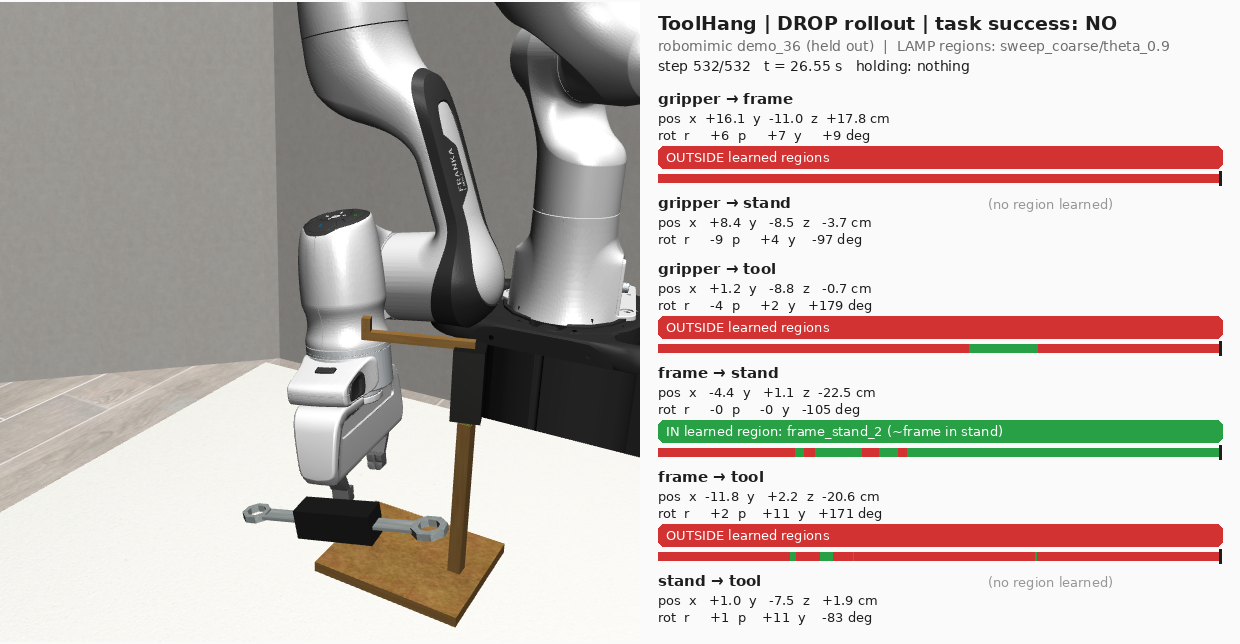 ToolHang | DROP rollout | task success: NO
robomimic demo_36 (held out) | LAMP regions: sweep_coarse/theta_0.9
step 532/532 t = 26.55 s holding: nothing
gripper → frame
pos x +16.1 y -11.0 z +17.8 cm
rot r +6 p +7 y +9 deg
OUTSIDE learned regions
gripper → stand (no region learned)
pos x +8.4 y -8.5 z -3.7 cm
rot r -9 p +4 y -97 deg
gripper → tool
pos x +1.2 y -8.8 z -0.7 cm
rot r -4 p +2 y +179 deg
OUTSIDE learned regions
frame → stand
pos x -4.4 y +1.1 z -22.5 cm
rot r -0 p -0 y -105 deg
IN learned region: frame_stand_2 (~frame in stand)
frame → tool
pos x -11.8 y +2.2 z -20.6 cm
rot r +2 p +11 y +171 deg
OUTSIDE learned regions
stand → tool (no region learned)
pos x +1.0 y -7.5 z +1.9 cm
rot r +1 p +11 y -83 deg
FRANKA